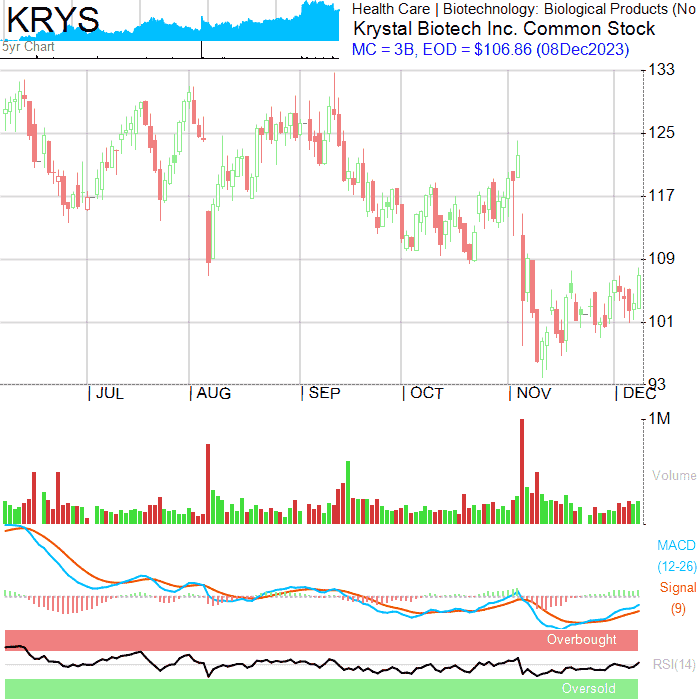 KRYS
5yr Chart
Health Care | Biotechnology: Biological Products (No
Krystal Biotech Inc. Common Stock
MC = 3B, EOD = $106.86 (08Dec2023)
133
125
117
109
101
93
| JUL | AUG | SEP | OCT | NOV | DEC
1M
Volume
MACD
(12-26)
Signal
(9)
Overbought
RSI(14)
Oversold